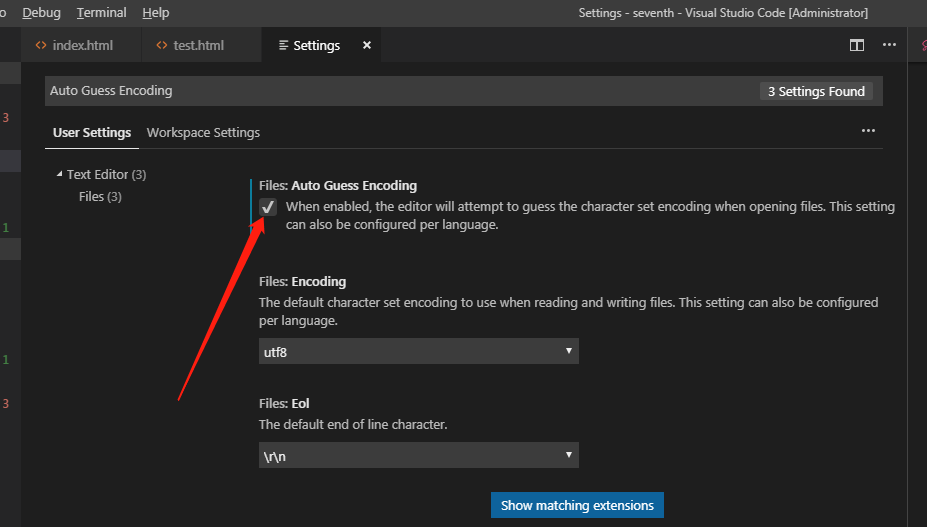 o Debug Terminal Help Settings - seventh - Visual Studio Code [Administrator]
<> index.html <> test.html Settings ×
Auto Guess Encoding 3 Settings Found
3
User Settings Workspace Settings ...
Text Editor (3)
Files (3)
Files: Auto Guess Encoding
When enabled, the editor will attempt to guess the character set encoding when opening files. This setting
can also be configured per language.
1
Files: Encoding
The default character set encoding to use when reading and writing files. This setting can also be configured
per language.
utf8
1
Files: Eol
3
The default end of line character.
\r\n
Show matching extensions